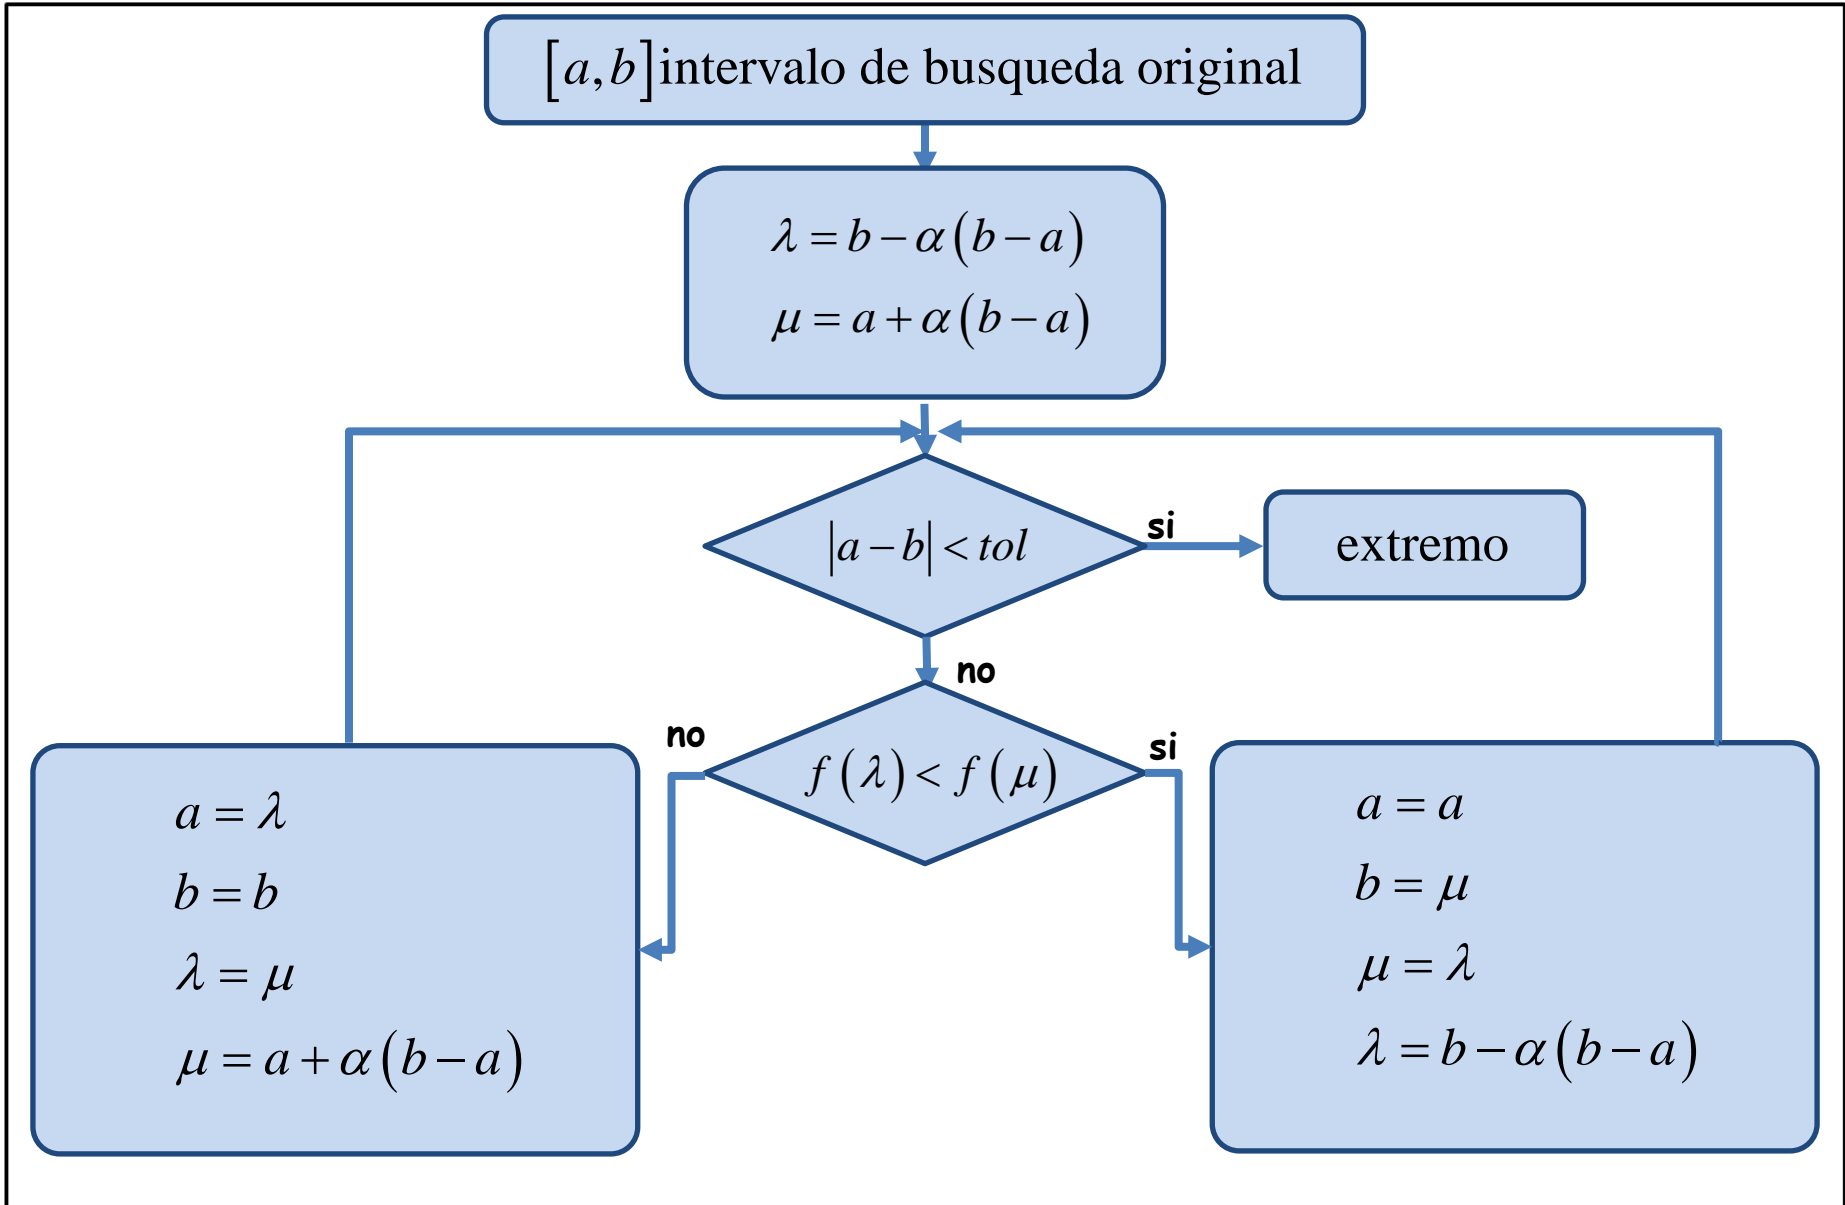 [a,b] intervalo de busqueda original
λ = b − α(b − a)
μ = a + α(b − a)
|a − b| < tol
si
extremo
no
f(λ) < f(μ)
no
si
a = λ
b = b
λ = μ
μ = a + α(b − a)
a = a
b = μ
μ = λ
λ = b − α(b − a)